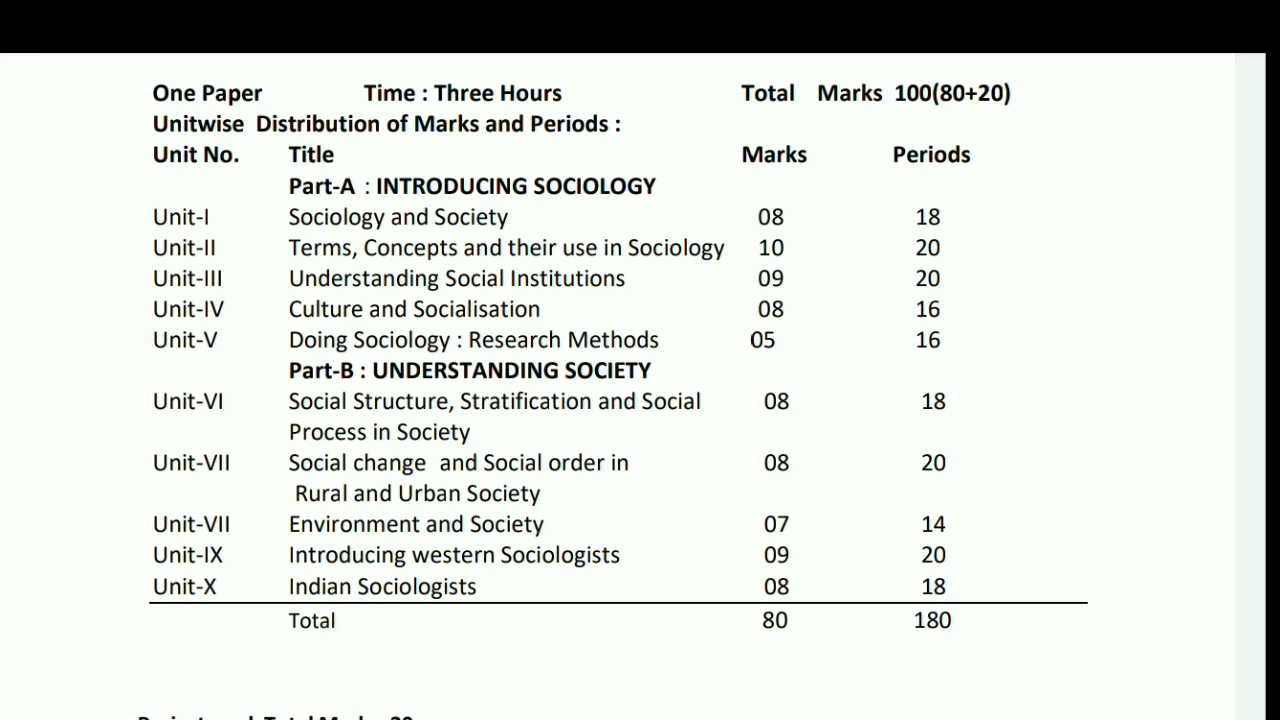 One Paper Time : Three Hours Total Marks 100(80+20)
Unitwise Distribution of Marks and Periods :
Unit No. Title Marks Periods
Part-A : INTRODUCING SOCIOLOGY
Unit-I Sociology and Society 08 18
Unit-II Terms, Concepts and their use in Sociology 10 20
Unit-III Understanding Social Institutions 09 20
Unit-IV Culture and Socialisation 08 16
Unit-V Doing Sociology : Research Methods 05 16
Part-B : UNDERSTANDING SOCIETY
Unit-VI Social Structure, Stratification and Social 08 18
Process in Society
Unit-VII Social change and Social order in 08 20
Rural and Urban Society
Unit-VII Environment and Society 07 14
Unit-IX Introducing western Sociologists 09 20
Unit-X Indian Sociologists 08 18
Total 80 180